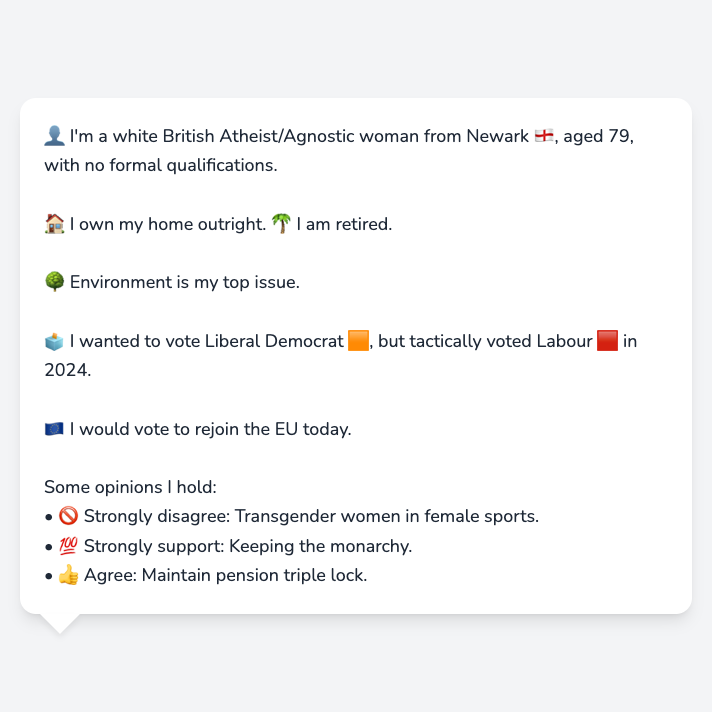 👤 I'm a white British Atheist/Agnostic woman from Newark 🏴󠁧󠁢󠁥󠁮󠁧󠁿, aged 79,
with no formal qualifications.
🏠 I own my home outright. 🌴 I am retired.
🌳 Environment is my top issue.
🗳️ I wanted to vote Liberal Democrat 🟧, but tactically voted Labour 🟥 in
2024.
🇪🇺 I would vote to rejoin the EU today.
Some opinions I hold:
• 🚫 Strongly disagree: Transgender women in female sports.
• 💯 Strongly support: Keeping the monarchy.
• 👍 Agree: Maintain pension triple lock.